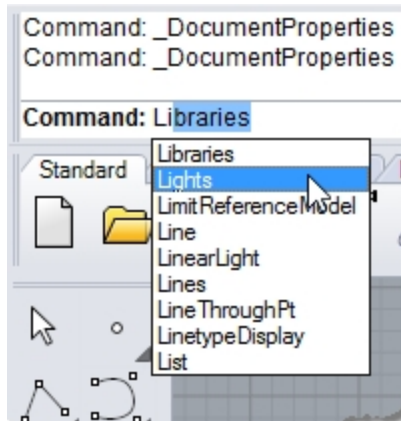 Command: _DocumentProperties
Command: _DocumentProperties
Command: Libraries
Libraries
Standard
Lights
LimitReferenceModel
Line
LinearLight
Lines
LineThroughPt
LinetypeDisplay
List